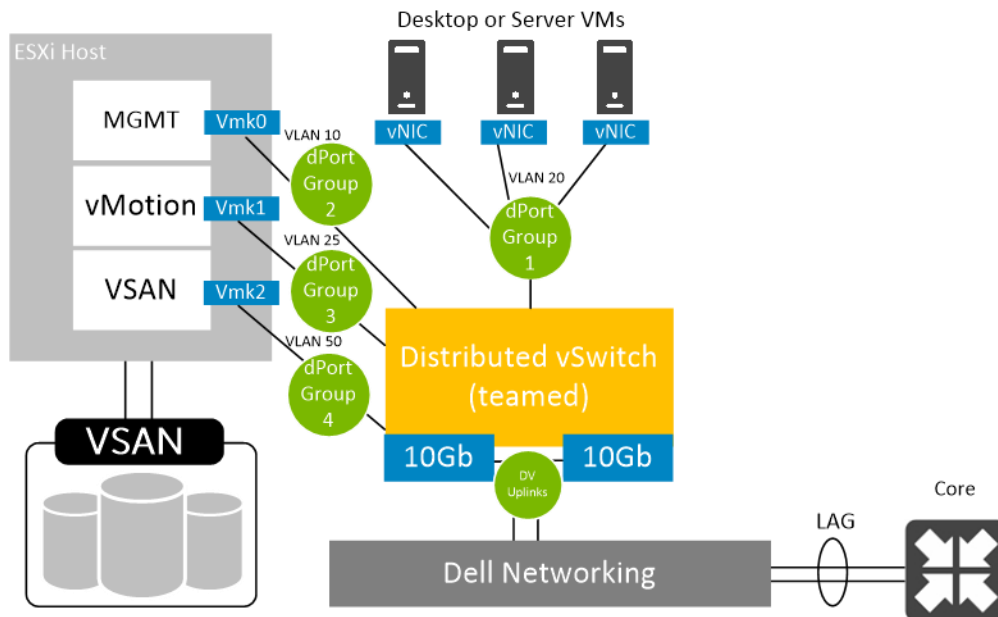 Desktop or Server VMs
ESXi Host
MGMT
Vmk0
VLAN 10
vNIC
vNIC
vNIC
dPort
Group
2
vMotion
Vmk1
VLAN 20
dPort
Group
1
VLAN 25
dPort
Group
3
VSAN
Vmk2
VLAN 50
dPort
Group
4
Distributed vSwitch
(teamed)
VSAN
10Gb
10Gb
DV
Uplinks
Core
LAG
Dell Networking